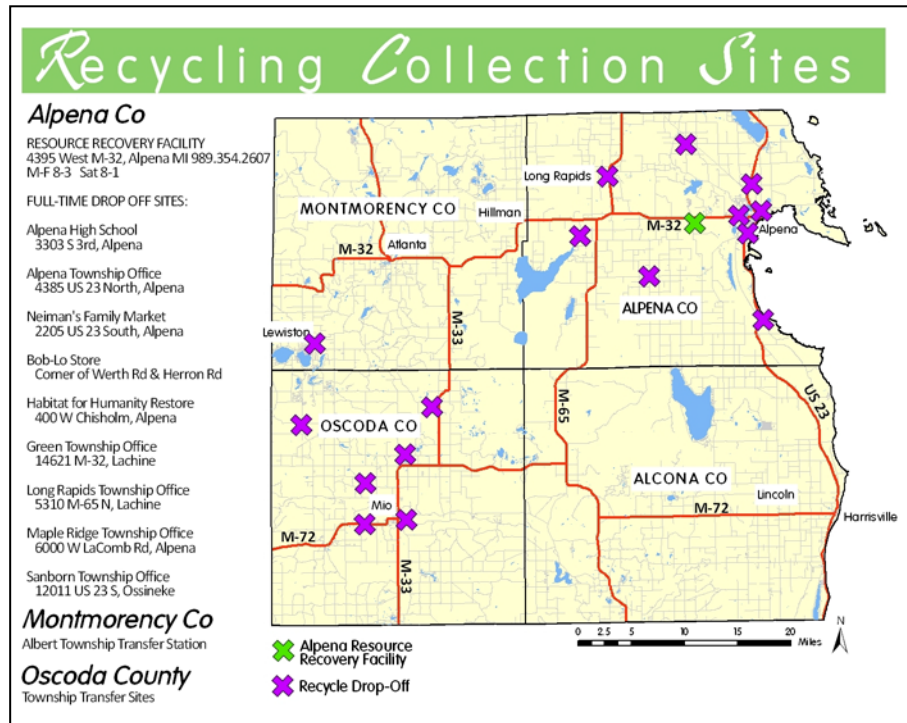 Recycling Collection Sites
Alpena Co
RESOURCE RECOVERY FACILITY
4395 West M-32, Alpena MI 989.354.2607
M-F 8-3 Sat 8-1
FULL-TIME DROP OFF SITES:
Alpena High School
3303 S 3rd, Alpena
Alpena Township Office
4385 US 23 North, Alpena
Neiman's Family Market
2205 US 23 South, Alpena
Bob-Lo Store
Corner of Werth Rd & Herron Rd
Habitat for Humanity Restore
400 W Chisholm, Alpena
Green Township Office
14621 M-32, Lachine
Long Rapids Township Office
5310 M-65 N, Lachine
Maple Ridge Township Office
6000 W LaComb Rd, Alpena
Sanborn Township Office
12011 US 23 S, Ossineke
Montmorency Co
Albert Township Transfer Station
Oscoda County
Township Transfer Sites
Long Rapids
MONTMORENCY CO
Hillman
M-32
Alpena
M-32
Atlanta
ALPENA CO
M-33
Lewiston
M-65
US 23
OSCODA CO
ALCONA CO
Lincoln
Mio
M-72
Harrisville
M-72
M-33
Alpena Resource
Recovery Facility
Recycle Drop-Off
0 2.5 5 10 15 20
Miles
N